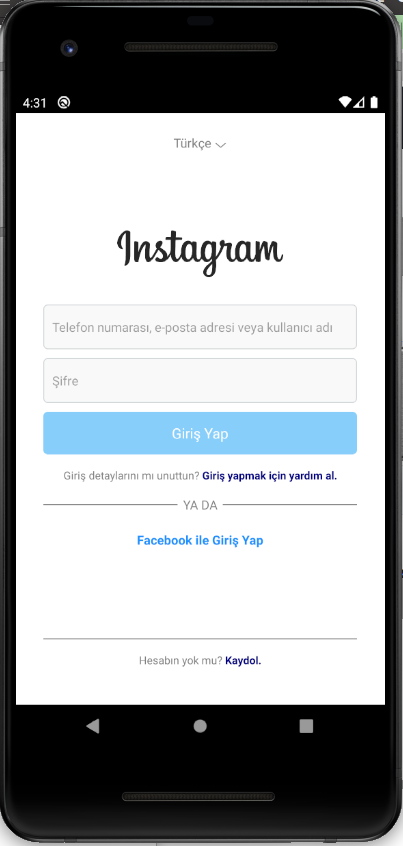 4:31
Türkçe
Instagram
Telefon numarası, e-posta adresi veya kullanıcı adı
Şifre
Giriş Yap
Giriş detaylarını mı unuttun? Giriş yapmak için yardım al.
YA DA
Facebook ile Giriş Yap
Hesabın yok mu? Kaydol.